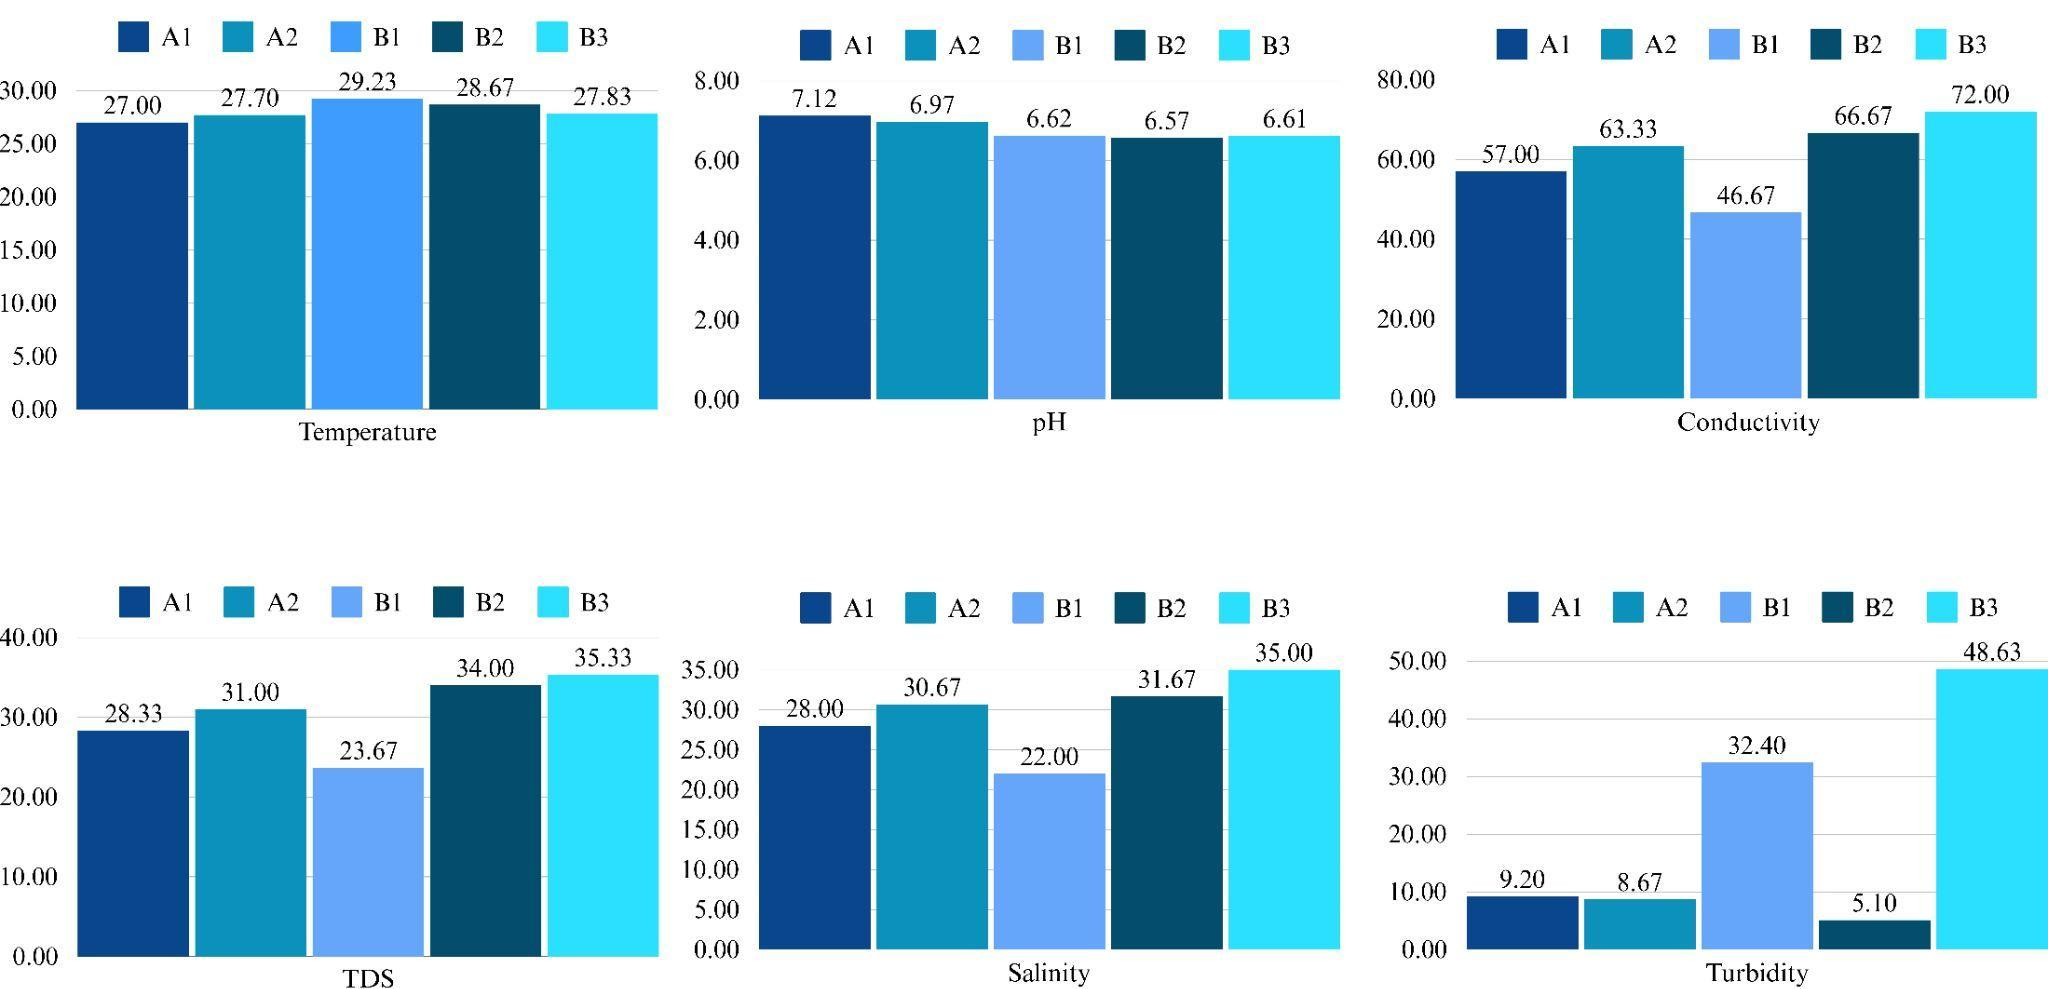 A1 A2 B1 B2 B3
30.00
25.00
20.00
15.00
10.00
5.00
0.00
27.00 27.70 29.23 28.67 27.83
Temperature
A1 A2 B1 B2 B3
8.00
6.00
4.00
2.00
0.00
7.12 6.97 6.62 6.57 6.61
pH
A1 A2 B1 B2 B3
80.00
60.00
40.00
20.00
0.00
57.00 63.33 46.67 66.67 72.00
Conductivity
A1 A2 B1 B2 B3
40.00
30.00
20.00
10.00
0.00
28.33 31.00 23.67 34.00 35.33
TDS
A1 A2 B1 B2 B3
35.00
30.00
25.00
20.00
15.00
10.00
5.00
0.00
28.00 30.67 22.00 31.67 35.00
Salinity
A1 A2 B1 B2 B3
50.00
40.00
30.00
20.00
10.00
0.00
9.20 8.67 32.40 5.10 48.63
Turbidity